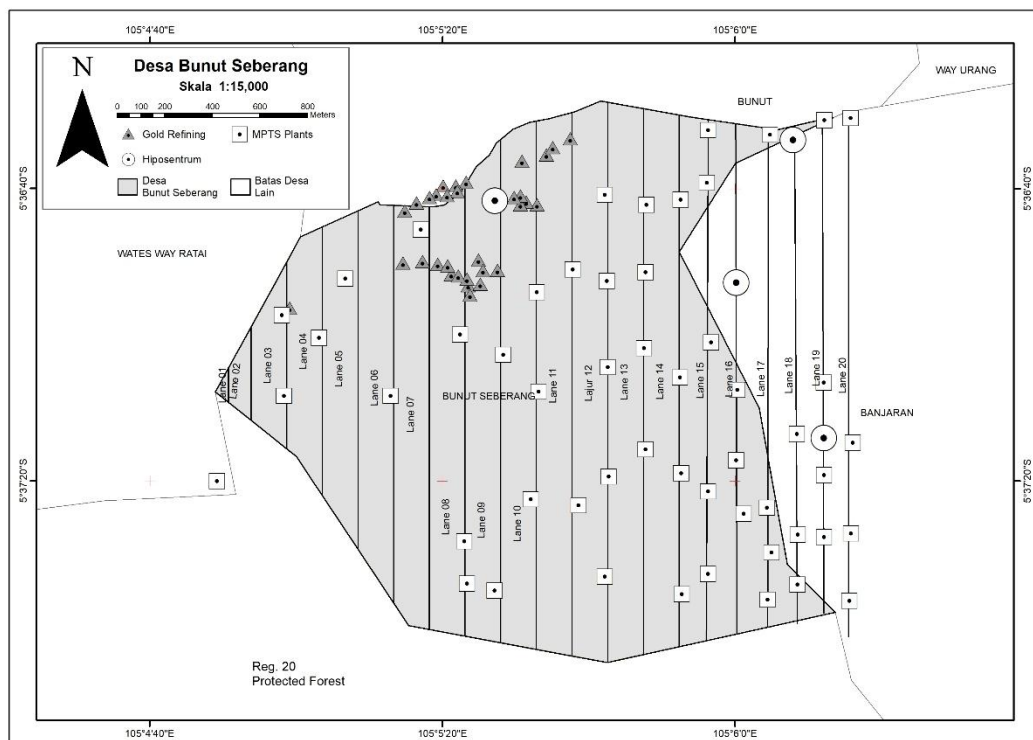 105°4'40"E
105°5'20"E
105°6'0"E
N
Desa Bunut Seberang
Skala 1:15,000
0 100 200 400 600 800
Meters
Gold Refining
MPTS Plants
Hiposentrum
Desa
Bunut Seberang
Batas Desa
Lain
WAY URANG
BUNUT
5°36'40"S
5°36'40"S
WATES WAY RATAI
Lane 01
Lane 02
Lane 03
Lane 04
Lane 05
Lane 06
Lane 07
BUNUT SEBERANG
Lane 11
Lajur 12
Lane 13
Lane 14
Lane 15
Lane 16
Lane 17
Lane 18
Lane 19
Lane 20
BANJARAN
5°37'20"S
5°37'20"S
Lane 08
Lane 09
Lane 10
Reg. 20
Protected Forest
105°4'40"E
105°5'20"E
105°6'0"E